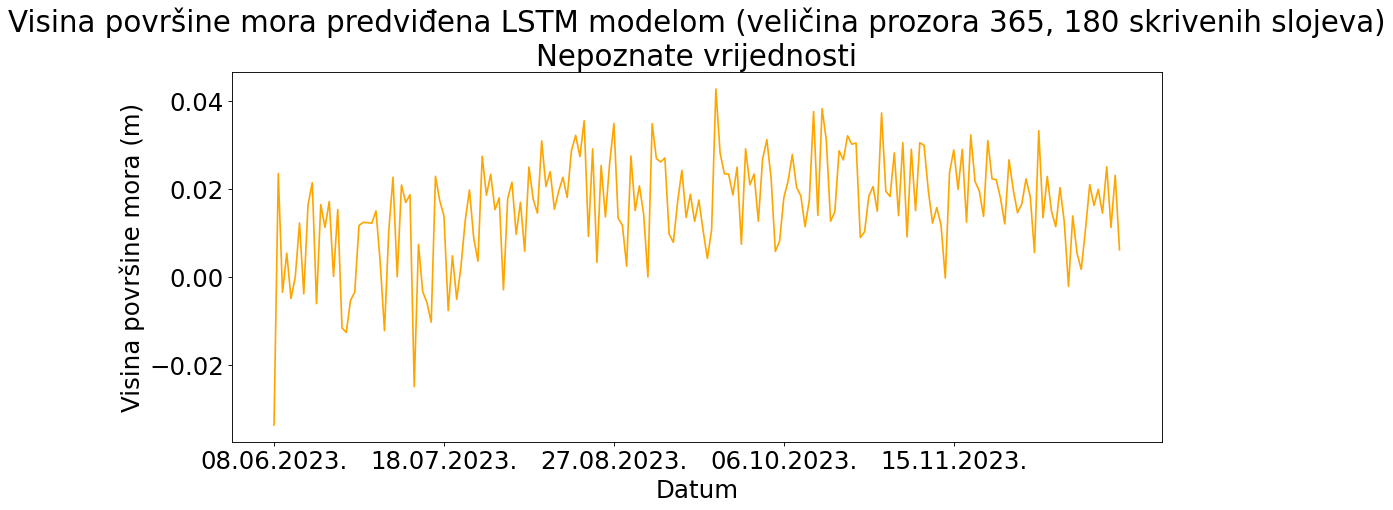 Visina površine mora predviđena LSTM modelom (veličina prozora 365, 180 skrivenih slojeva)
Nepoznate vrijednosti
Visina površine mora (m)
0.04
0.02
0.00
−0.02
08.06.2023. 18.07.2023. 27.08.2023. 06.10.2023. 15.11.2023.
Datum